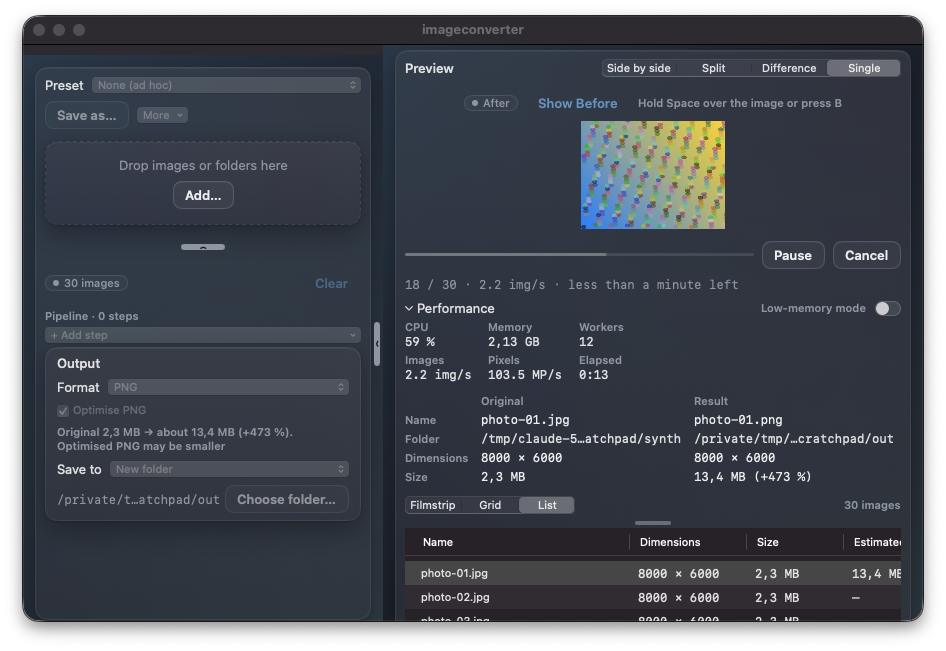 imageconverter
Preset
None (ad hoc)
Save as...
More
Drop images or folders here
Add...
30 images
Clear
Pipeline · 0 steps
+ Add step
Output
Format
PNG
Optimise PNG
Original 2,3 MB → about 13,4 MB (+473 %).
Optimised PNG may be smaller
Save to
New folder
/private/t…atchpad/out
Choose folder...
Preview
Side by side
Split
Difference
Single
After
Show Before
Hold Space over the image or press B
Pause
Cancel
18 / 30 · 2.2 img/s · less than a minute left
Performance
Low-memory mode
CPU Memory Workers
59 % 2,13 GB 12
Images Pixels Elapsed
2.2 img/s 103.5 MP/s 0:13
Original Result
Name photo-01.jpg photo-01.png
Folder /tmp/claude-5…atchpad/synth /private/tmp/…cratchpad/out
Dimensions 8000 × 6000 8000 × 6000
Size 2,3 MB 13,4 MB (+473 %)
Filmstrip Grid List
30 images
Name Dimensions Size Estimated
photo-01.jpg 8000 × 6000 2,3 MB 13,4 MB
photo-02.jpg 8000 × 6000 2,3 MB –
photo-03.jpg 8000 × 6000 2,3 MB